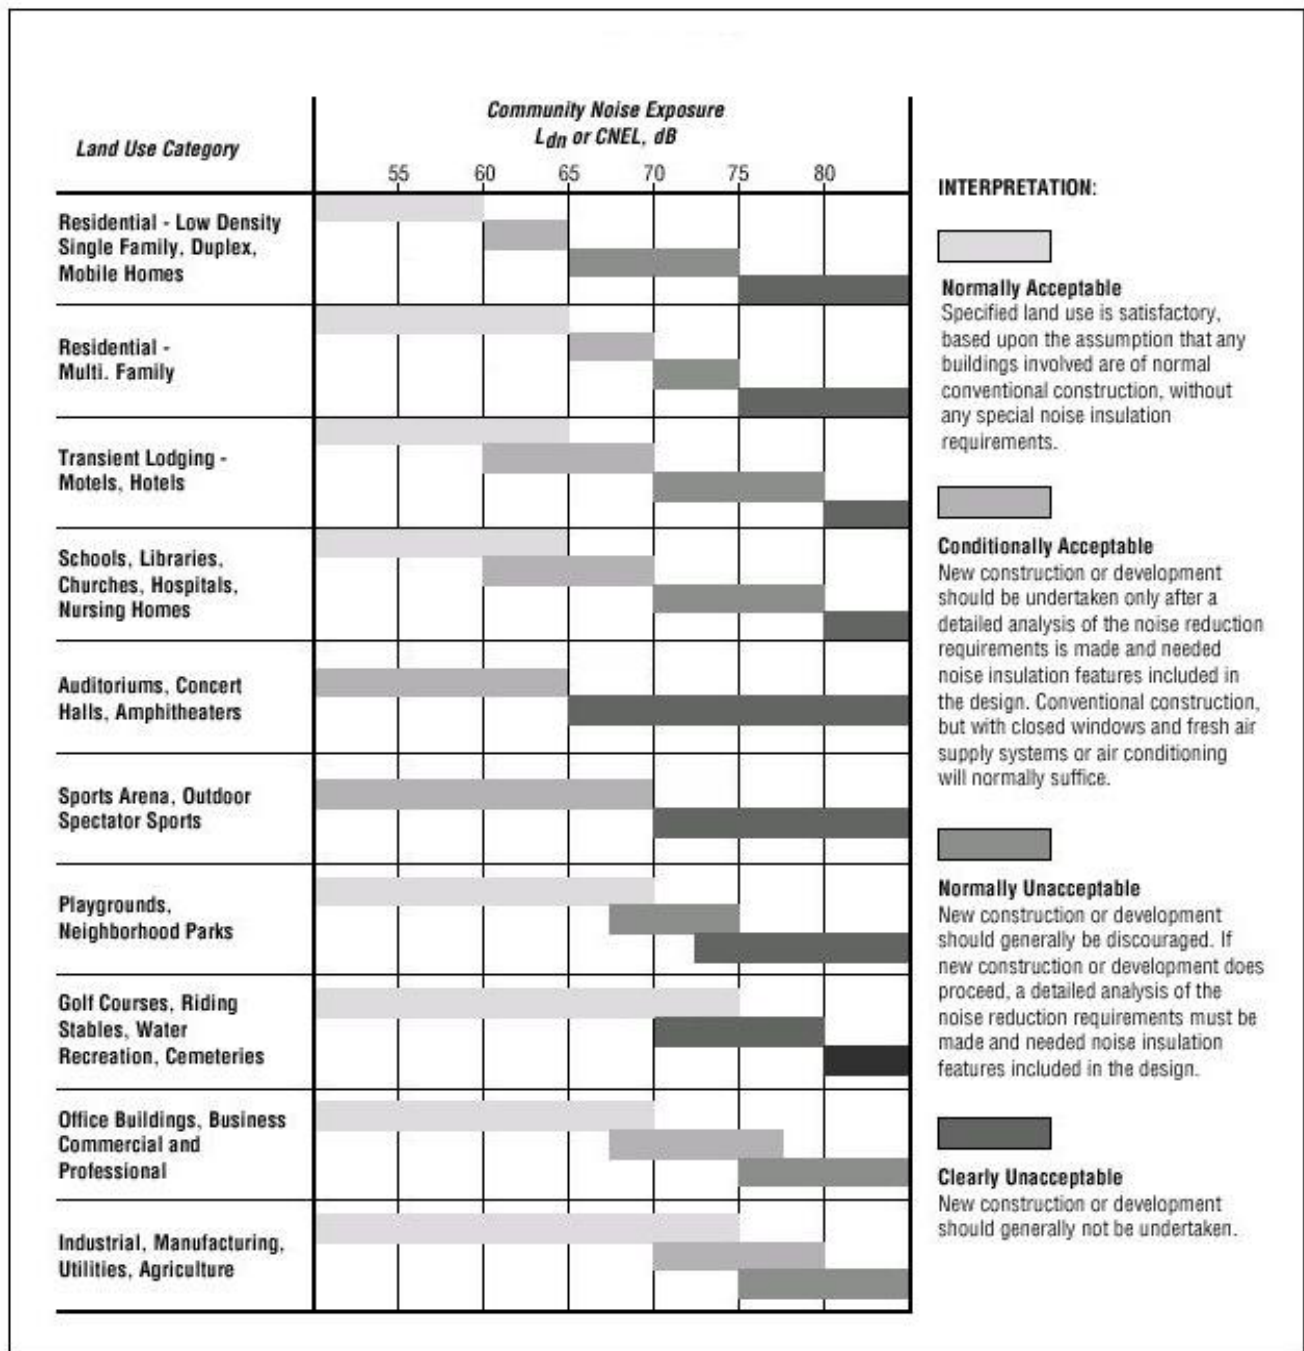 Community Noise Exposure
Ldn or CNEL, dB
Land Use Category
55 60 65 70 75 80
Residential - Low Density
Single Family, Duplex,
Mobile Homes
Residential -
Multi. Family
Transient Lodging -
Motels, Hotels
Schools, Libraries,
Churches, Hospitals,
Nursing Homes
Auditoriums, Concert
Halls, Amphitheaters
Sports Arena, Outdoor
Spectator Sports
Playgrounds,
Neighborhood Parks
Golf Courses, Riding
Stables, Water
Recreation, Cemeteries
Office Buildings, Business
Commercial and
Professional
Industrial, Manufacturing,
Utilities, Agriculture
INTERPRETATION:
Normally Acceptable
Specified land use is satisfactory,
based upon the assumption that any
buildings involved are of normal
conventional construction, without
any special noise insulation
requirements.
Conditionally Acceptable
New construction or development
should be undertaken only after a
detailed analysis of the noise reduction
requirements is made and needed
noise insulation features included in
the design. Conventional construction,
but with closed windows and fresh air
supply systems or air conditioning
will normally suffice.
Normally Unacceptable
New construction or development
should generally be discouraged. If
new construction or development does
proceed, a detailed analysis of the
noise reduction requirements must be
made and needed noise insulation
features included in the design.
Clearly Unacceptable
New construction or development
should generally not be undertaken.